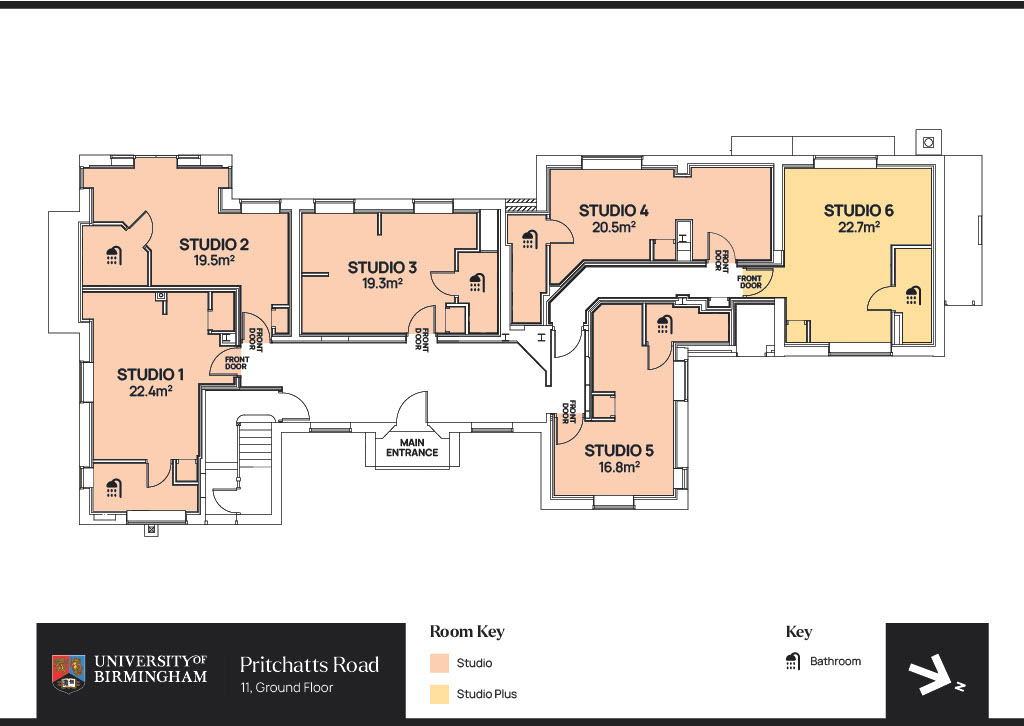 STUDIO 1
22.4m²
STUDIO 2
19.5m²
STUDIO 3
19.3m²
STUDIO 4
20.5m²
STUDIO 5
16.8m²
STUDIO 6
22.7m²
FRONT
DOOR
FRONT
DOOR
FRONT
DOOR
FRONT
DOOR
FRONT
DOOR
FRONT
DOOR
MAIN
ENTRANCE
UNIVERSITY OF
BIRMINGHAM
Pritchatts Road
11, Ground Floor
Room Key
Studio
Studio Plus
Key
Bathroom
N